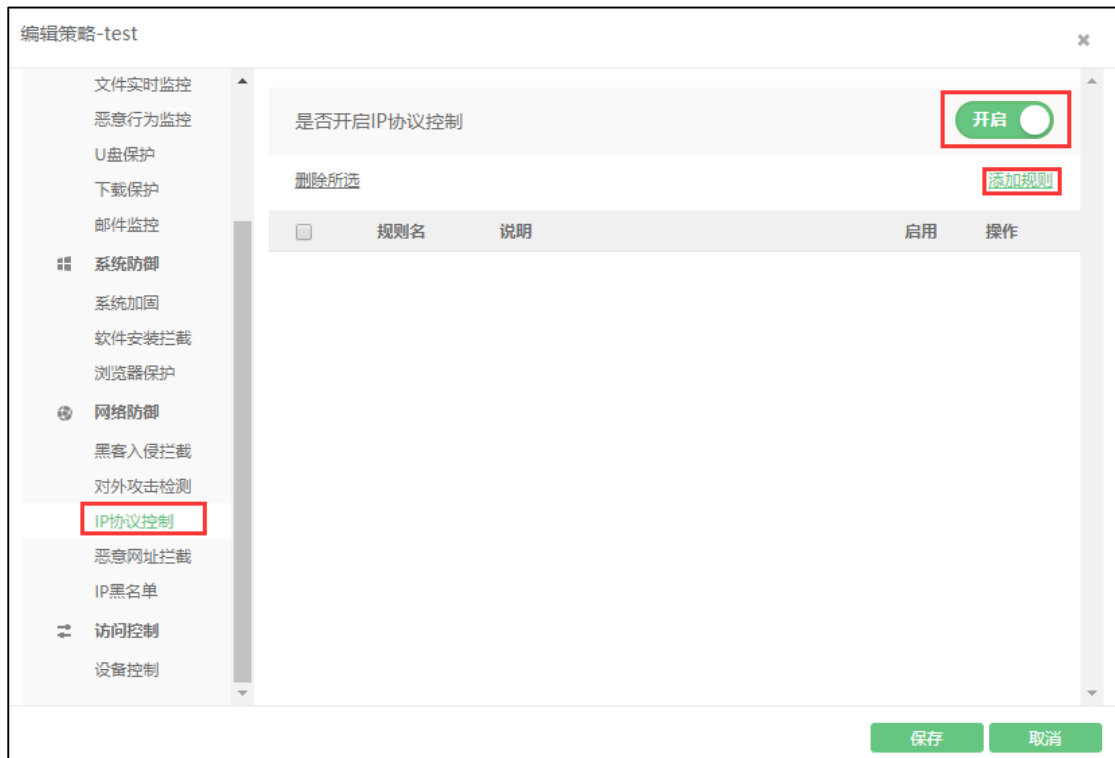 编辑策略-test
文件实时监控
恶意行为监控
U盘保护
下载保护
邮件监控
系统防御
系统加固
软件安装拦截
浏览器保护
网络防御
黑客入侵拦截
对外攻击检测
IP协议控制
恶意网址拦截
IP黑名单
访问控制
设备控制
是否开启IP协议控制 开启
删除所选 添加规则
规则名 说明 启用 操作
保存 取消